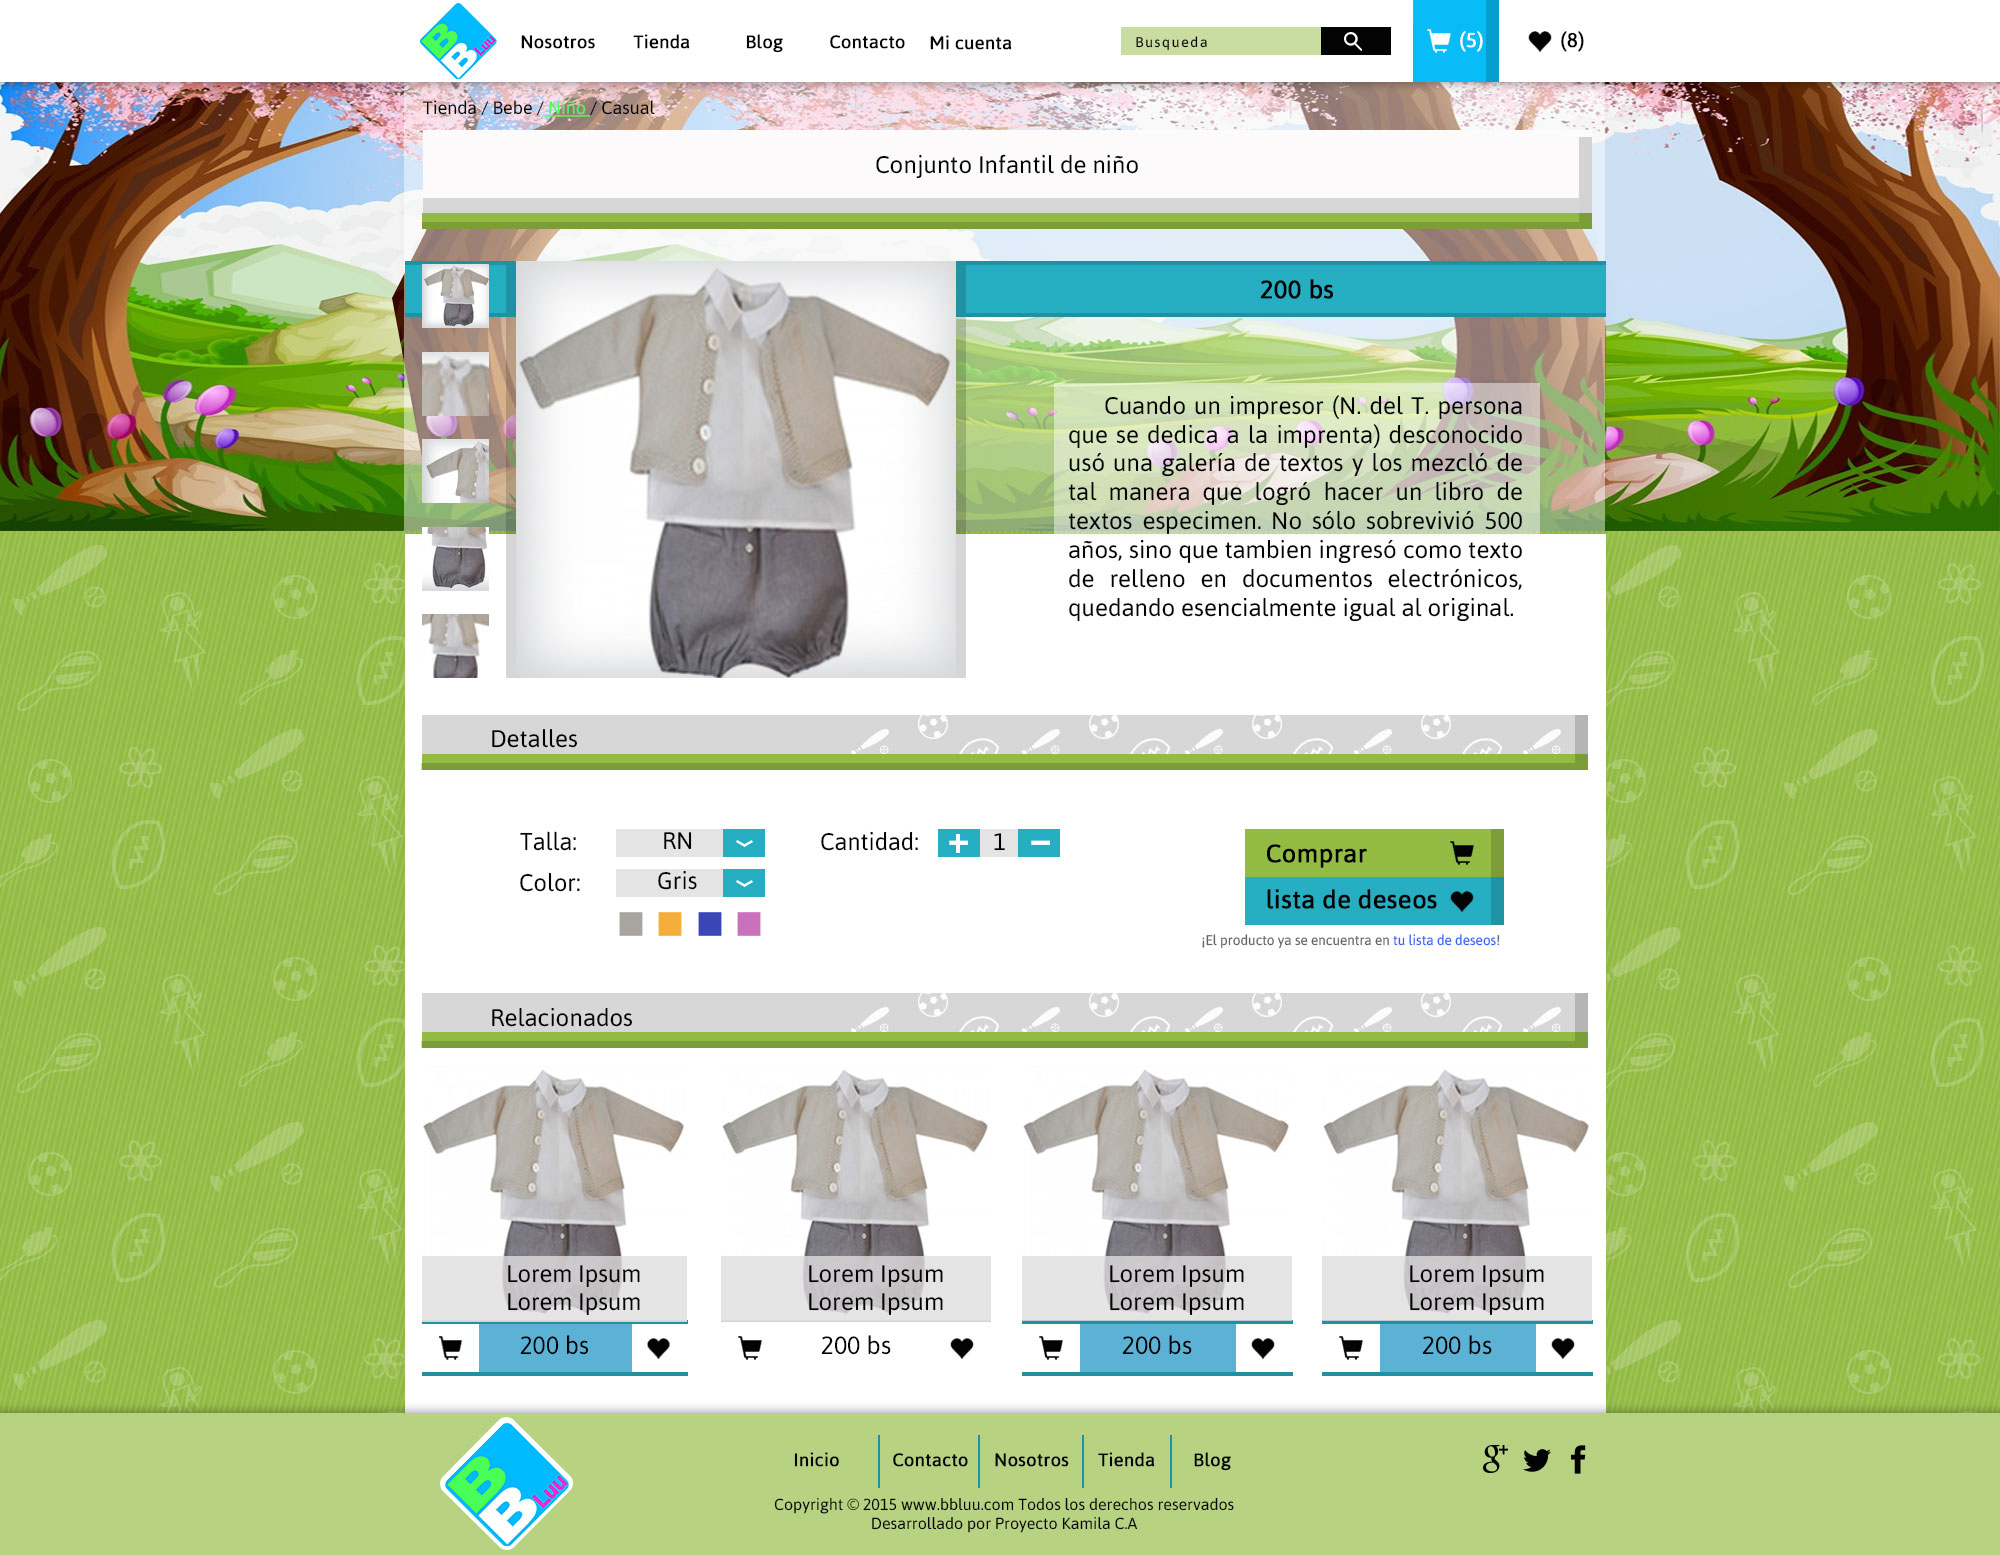 BB Luu
Nosotros Tienda Blog Contacto Mi cuenta
Busqueda
(5) (8)
Tienda / Bebe / Niño / Casual
Conjunto Infantil de niño
200 bs
Cuando un impresor (N. del T. persona
que se dedica a la imprenta) desconocido
usó una galería de textos y los mezcló de
tal manera que logró hacer un libro de
textos especimen. No sólo sobrevivió 500
años, sino que tambien ingresó como texto
de relleno en documentos electrónicos,
quedando esencialmente igual al original.
Detalles
Talla: RN Cantidad: + 1 −
Color: Gris
Comprar
lista de deseos
¡El producto ya se encuentra en tu lista de deseos!
Relacionados
Lorem Ipsum
Lorem Ipsum
200 bs
Lorem Ipsum
Lorem Ipsum
200 bs
Lorem Ipsum
Lorem Ipsum
200 bs
Lorem Ipsum
Lorem Ipsum
200 bs
BB Luu
Inicio Contacto Nosotros Tienda Blog
Copyright © 2015 www.bbluu.com Todos los derechos reservados
Desarrollado por Proyecto Kamila C.A